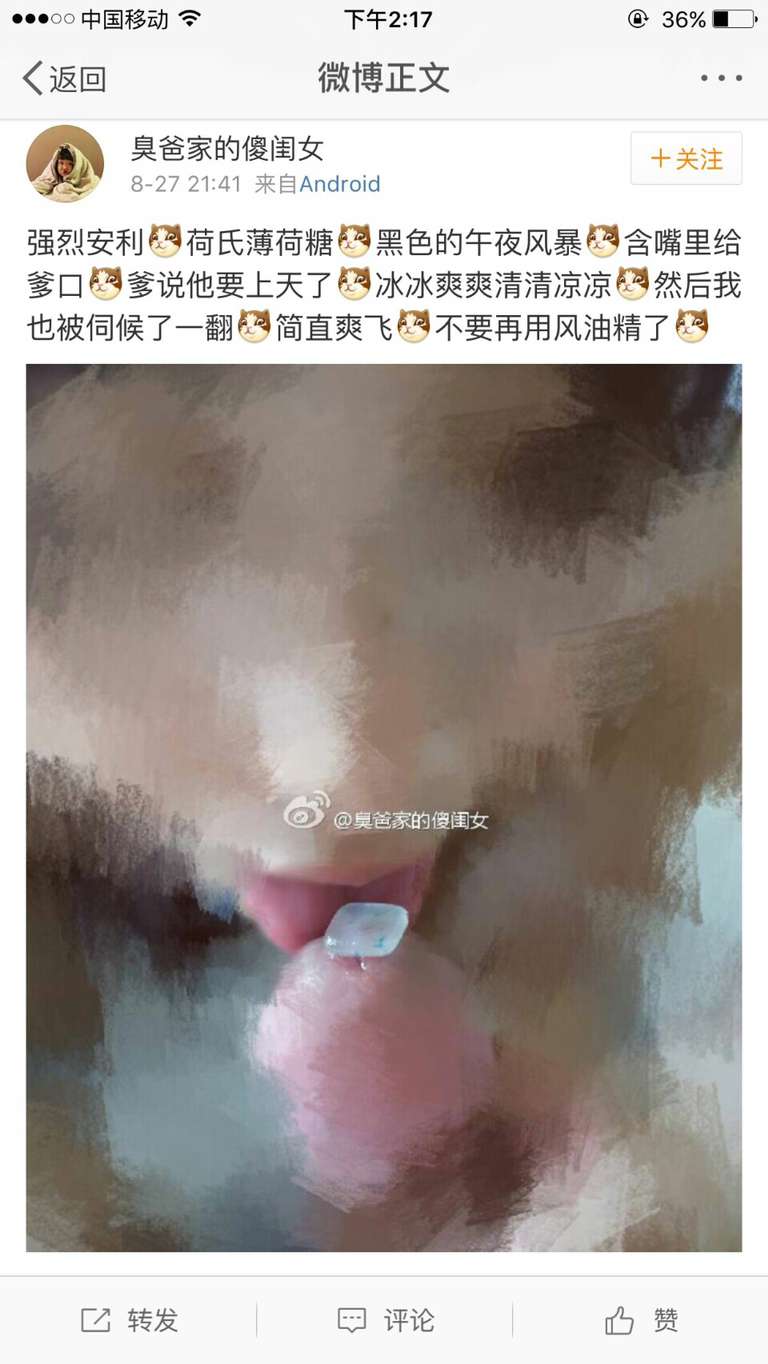 中国移动 下午2:17 36%
返回 微博正文
臭爸家的傻闺女
+关注
8-27 21:41 来自Android
强烈安利荷氏薄荷糖黑色的午夜风暴含嘴里给
爹口爹说他要上天了冰冰爽爽清清凉凉然后我
也被伺候了一翻简直爽飞不要再用风油精了
@臭爸家的傻闺女
转发 评论 赞